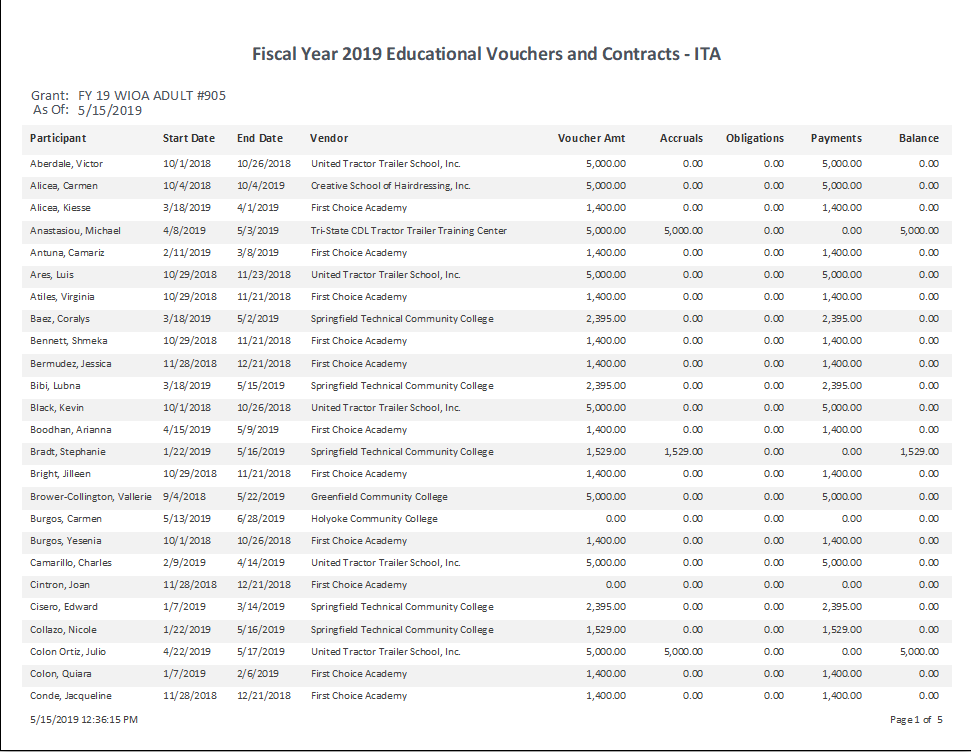 Fiscal Year 2019 Educational Vouchers and Contracts - ITA
Grant: FY 19 WIOA ADULT #905
As Of: 5/15/2019
Participant Start Date End Date Vendor Voucher Amt Accruals Obligations Payments Balance
Aberdale, Victor 10/1/2018 10/26/2018 United Tractor Trailer School, Inc. 5,000.00 0.00 0.00 5,000.00 0.00
Alicea, Carmen 10/4/2018 10/4/2019 Creative School of Hairdressing, Inc. 5,000.00 0.00 0.00 5,000.00 0.00
Alicea, Kiesse 3/18/2019 4/1/2019 First Choice Academy 1,400.00 0.00 0.00 1,400.00 0.00
Anastasiou, Michael 4/8/2019 5/3/2019 Tri-State CDL Tractor Trailer Training Center 5,000.00 5,000.00 0.00 0.00 5,000.00
Antuna, Camariz 2/11/2019 3/8/2019 First Choice Academy 1,400.00 0.00 0.00 1,400.00 0.00
Ares, Luis 10/29/2018 11/23/2018 United Tractor Trailer School, Inc. 5,000.00 0.00 0.00 5,000.00 0.00
Atiles, Virginia 10/29/2018 11/21/2018 First Choice Academy 1,400.00 0.00 0.00 1,400.00 0.00
Baez, Coralys 3/18/2019 5/2/2019 Springfield Technical Community College 2,395.00 0.00 0.00 2,395.00 0.00
Bennett, Shmeka 10/29/2018 11/21/2018 First Choice Academy 1,400.00 0.00 0.00 1,400.00 0.00
Bermudez, Jessica 11/28/2018 12/21/2018 First Choice Academy 1,400.00 0.00 0.00 1,400.00 0.00
Bibi, Lubna 3/18/2019 5/15/2019 Springfield Technical Community College 2,395.00 0.00 0.00 2,395.00 0.00
Black, Kevin 10/1/2018 10/26/2018 United Tractor Trailer School, Inc. 5,000.00 0.00 0.00 5,000.00 0.00
Boodhan, Arianna 4/15/2019 5/9/2019 First Choice Academy 1,400.00 0.00 0.00 1,400.00 0.00
Bradt, Stephanie 1/22/2019 5/16/2019 Springfield Technical Community College 1,529.00 1,529.00 0.00 0.00 1,529.00
Bright, Jilleen 10/29/2018 11/21/2018 First Choice Academy 1,400.00 0.00 0.00 1,400.00 0.00
Brower-Collington, Vallerie 9/4/2018 5/22/2019 Greenfield Community College 5,000.00 0.00 0.00 5,000.00 0.00
Burgos, Carmen 5/13/2019 6/28/2019 Holyoke Community College 0.00 0.00 0.00 0.00 0.00
Burgos, Yesenia 10/1/2018 10/26/2018 First Choice Academy 1,400.00 0.00 0.00 1,400.00 0.00
Camarillo, Charles 2/9/2019 4/14/2019 United Tractor Trailer School, Inc. 5,000.00 0.00 0.00 5,000.00 0.00
Cintron, Joan 11/28/2018 12/21/2018 First Choice Academy 0.00 0.00 0.00 0.00 0.00
Cisero, Edward 1/7/2019 3/14/2019 Springfield Technical Community College 2,395.00 0.00 0.00 2,395.00 0.00
Collazo, Nicole 1/22/2019 5/16/2019 Springfield Technical Community College 1,529.00 0.00 0.00 1,529.00 0.00
Colon Ortiz, Julio 4/22/2019 5/17/2019 United Tractor Trailer School, Inc. 5,000.00 5,000.00 0.00 0.00 5,000.00
Colon, Quiara 1/7/2019 2/6/2019 First Choice Academy 1,400.00 0.00 0.00 1,400.00 0.00
Conde, Jacqueline 11/28/2018 12/21/2018 First Choice Academy 1,400.00 0.00 0.00 1,400.00 0.00
5/15/2019 12:36:15 PM Page 1 of 5